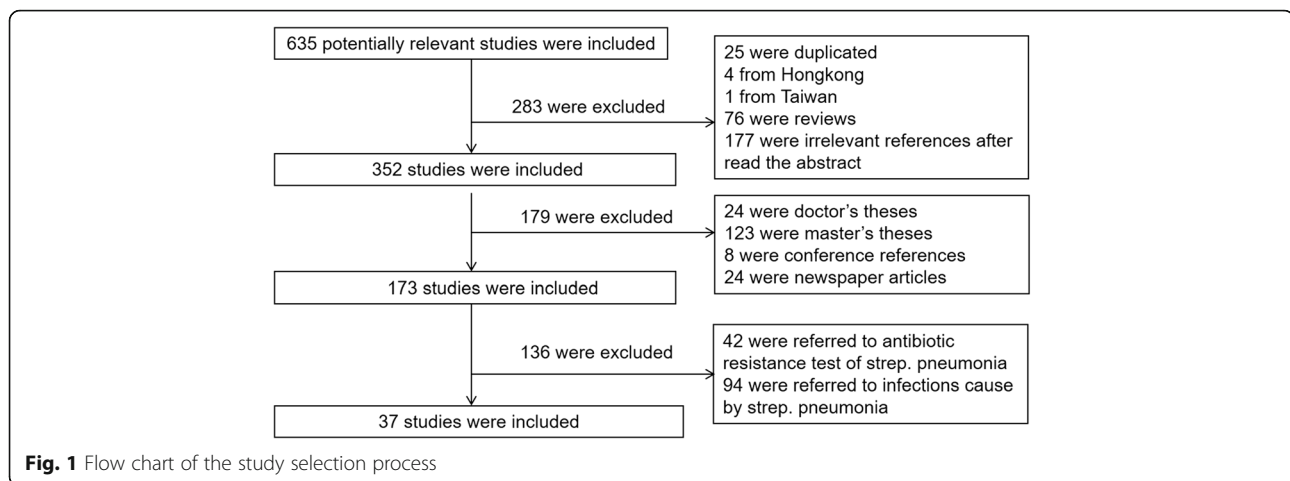 635 potentially relevant studies were included
283 were excluded
25 were duplicated
4 from Hongkong
1 from Taiwan
76 were reviews
177 were irrelevant references after
read the abstract
352 studies were included
179 were excluded
24 were doctor's theses
123 were master's theses
8 were conference references
24 were newspaper articles
173 studies were included
136 were excluded
42 were referred to antibiotic
resistance test of strep. pneumonia
94 were referred to infections cause
by strep. pneumonia
37 studies were included
Fig. 1 Flow chart of the study selection process